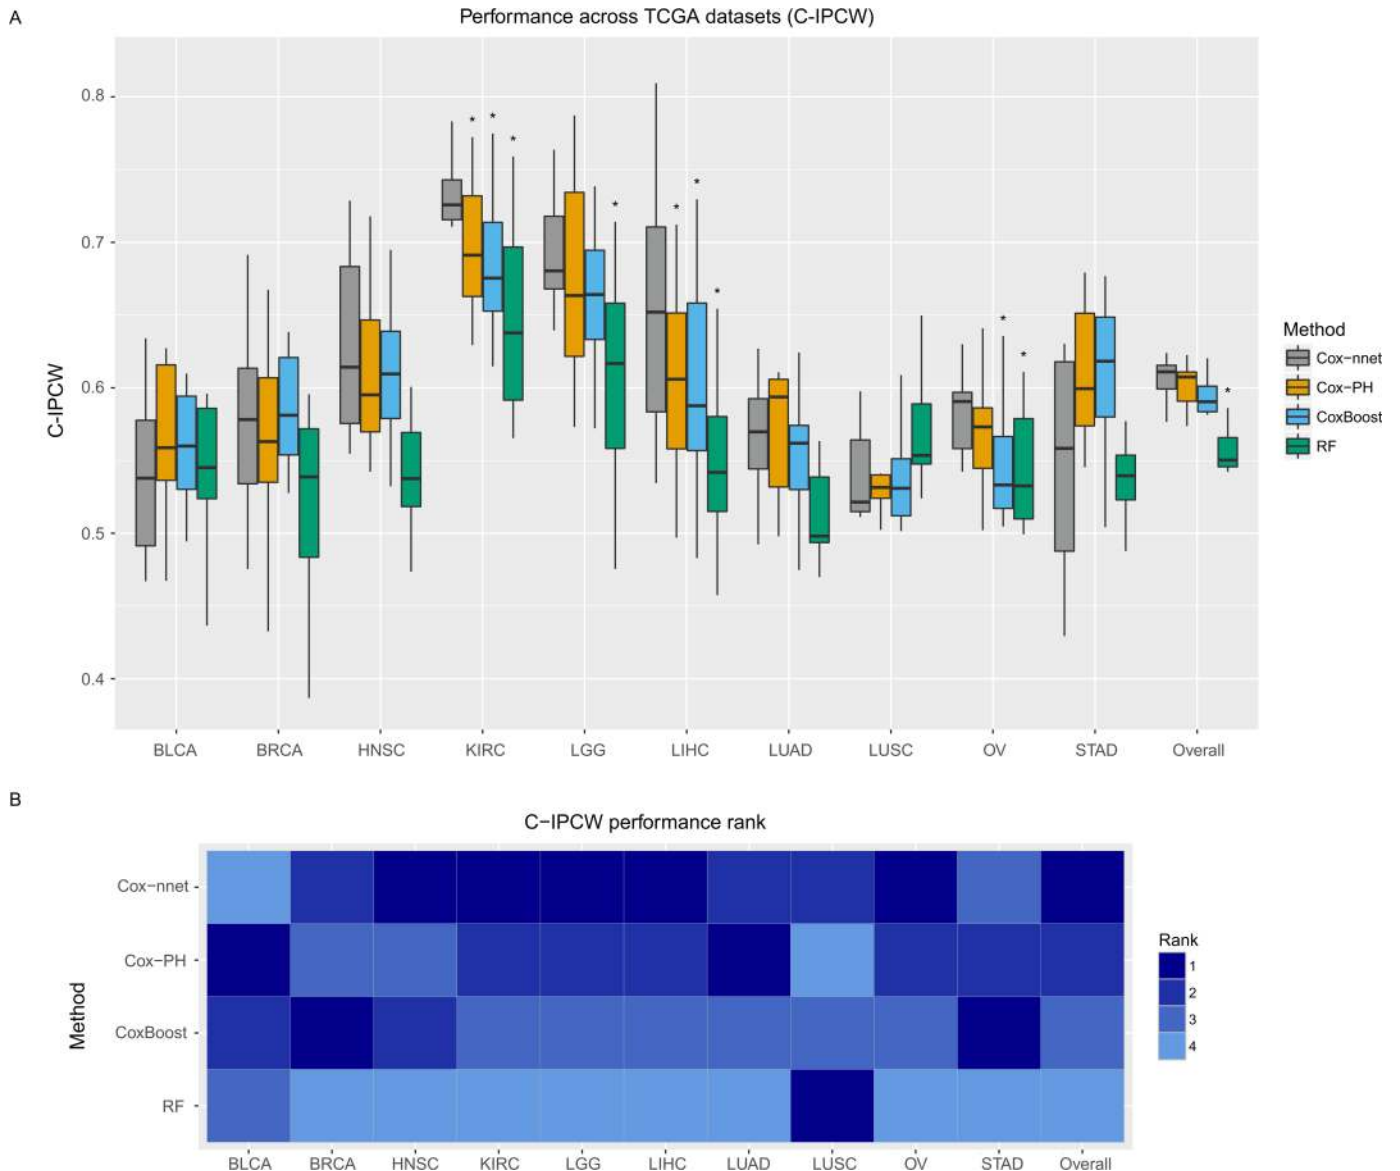 A
Performance across TCGA datasets (C-IPCW)
C-IPCW
0.8
0.7
0.6
0.5
0.4
* * * * * * * * * *
BLCA BRCA HNSC KIRC LGG LIHC LUAD LUSC OV STAD Overall
Method
Cox-nnet
Cox-PH
CoxBoost
RF
B
C-IPCW performance rank
Method
Cox-nnet
Cox-PH
CoxBoost
RF
BLCA BRCA HNSC KIRC LGG LIHC LUAD LUSC OV STAD Overall
Rank
1
2
3
4